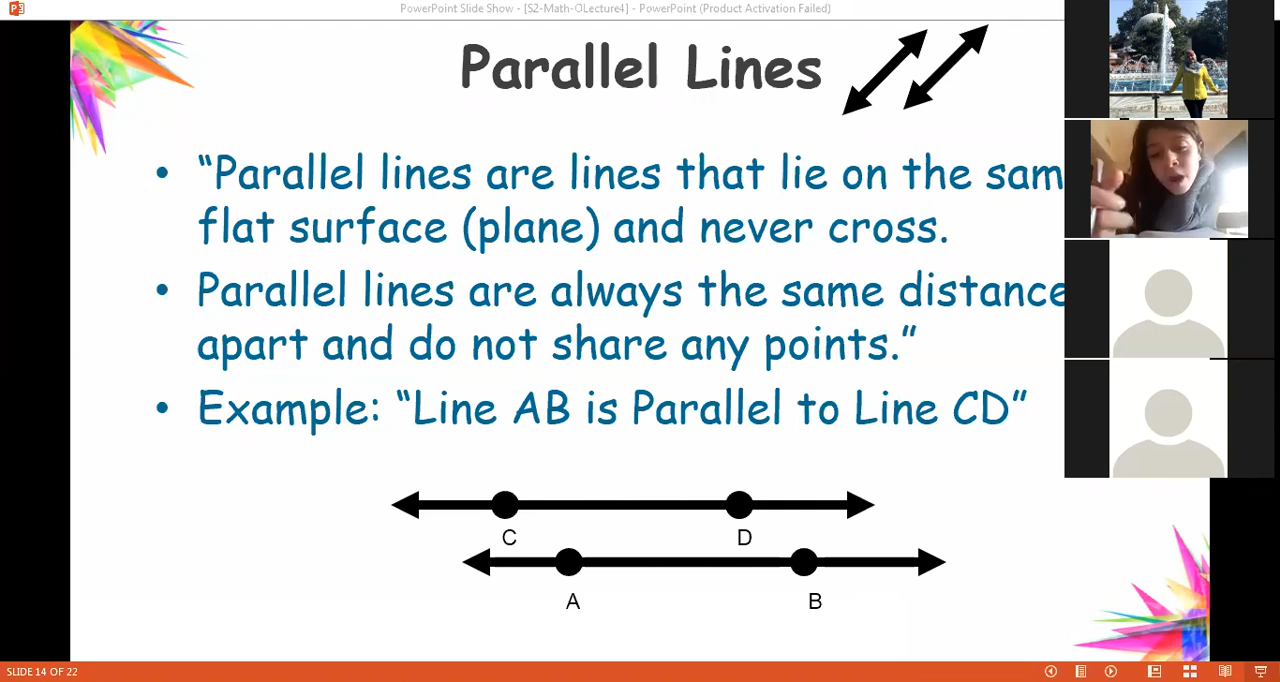 PowerPoint Slide Show - [S2-Math-OLecture4] - PowerPoint (Product Activation Failed)
Parallel Lines
• “Parallel lines are lines that lie on the sam
flat surface (plane) and never cross.
• Parallel lines are always the same distance
apart and do not share any points.”
• Example: “Line AB is Parallel to Line CD”
C D
A B
SLIDE 14 OF 22